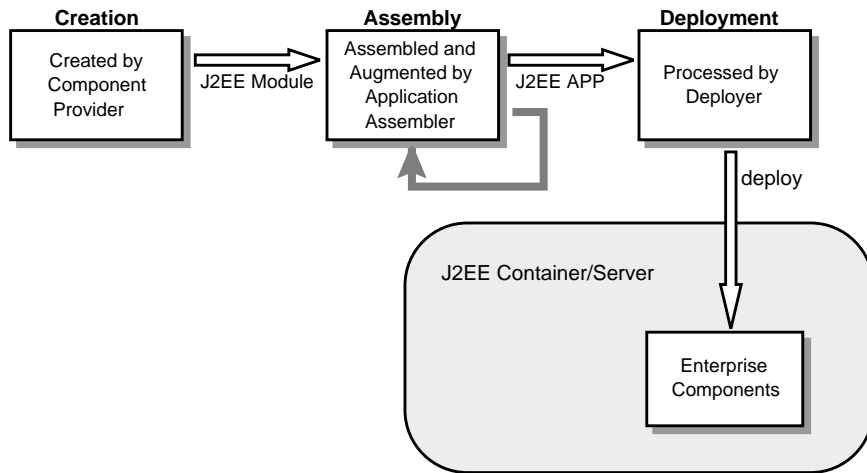 Creation
Created by
Component
Provider
J2EE Module
Assembly
Assembled and
Augmented by
Application
Assembler
J2EE APP
Deployment
Processed by
Deployer
deploy
J2EE Container/Server
Enterprise
Components